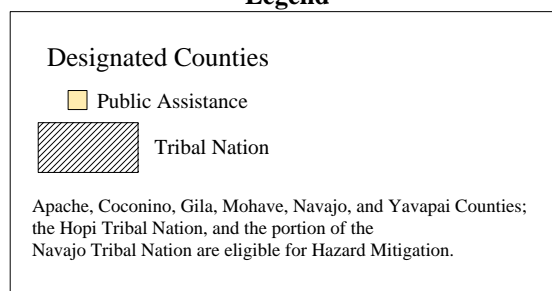 Legend
Designated Counties
Public Assistance
Tribal Nation
Apache, Coconino, Gila, Mohave, Navajo, and Yavapai Counties;
the Hopi Tribal Nation, and the portion of the
Navajo Tribal Nation are eligible for Hazard Mitigation.